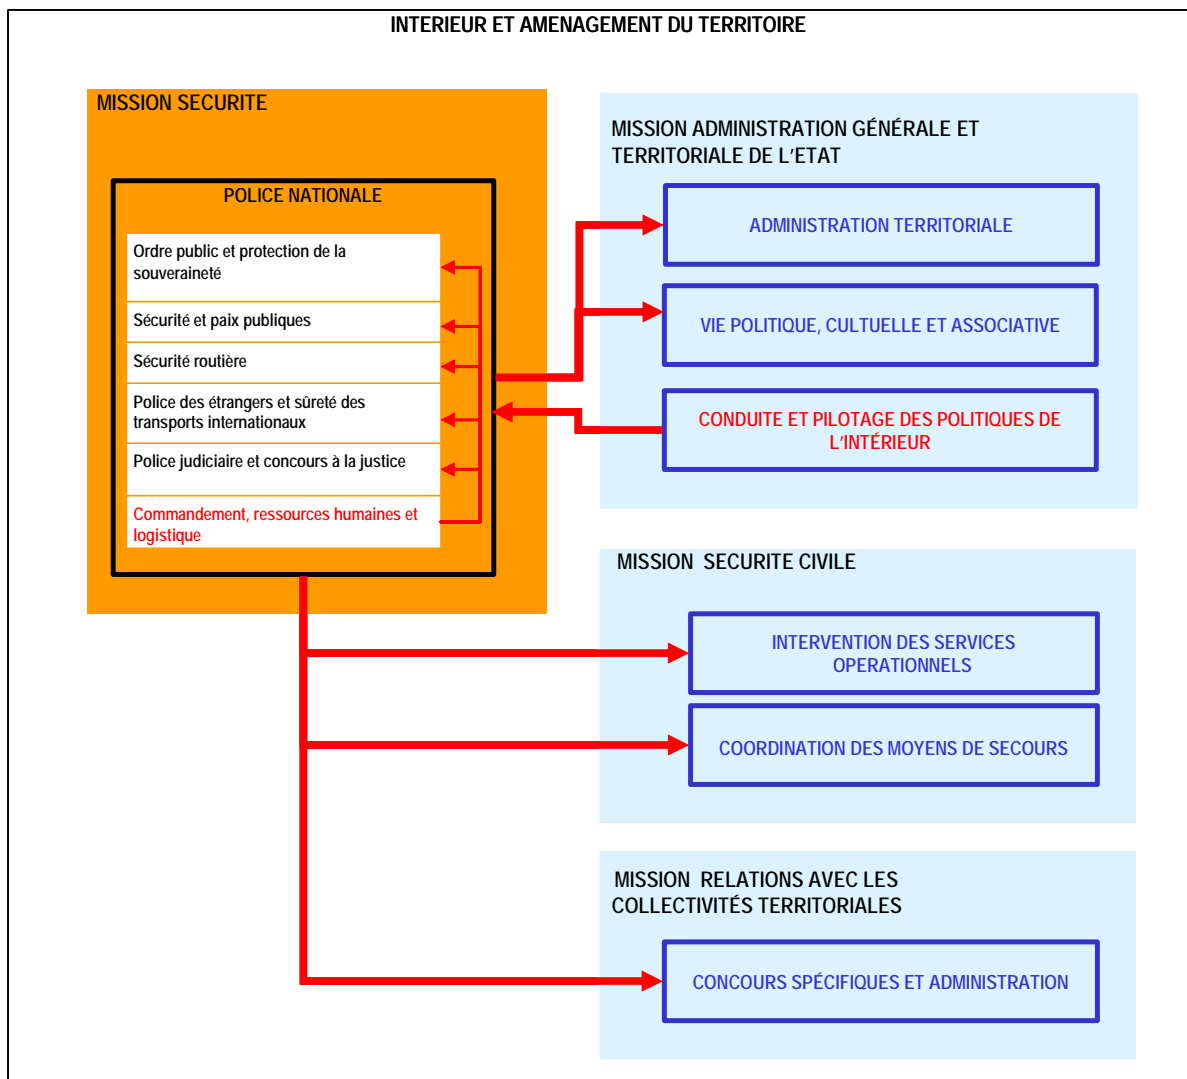 INTERIEUR ET AMENAGEMENT DU TERRITOIRE
MISSION SECURITE
POLICE NATIONALE
Ordre public et protection de la
souveraineté
Sécurité et paix publiques
Sécurité routière
Police des étrangers et sûreté des
transports internationaux
Police judiciaire et concours à la justice
Commandement, ressources humaines et
logistique
MISSION ADMINISTRATION GÉNÉRALE ET
TERRITORIALE DE L'ETAT
ADMINISTRATION TERRITORIALE
VIE POLITIQUE, CULTUELLE ET ASSOCIATIVE
CONDUITE ET PILOTAGE DES POLITIQUES DE
L'INTÉRIEUR
MISSION SECURITE CIVILE
INTERVENTION DES SERVICES
OPERATIONNELS
COORDINATION DES MOYENS DE SECOURS
MISSION RELATIONS AVEC LES
COLLECTIVITÉS TERRITORIALES
CONCOURS SPÉCIFIQUES ET ADMINISTRATION